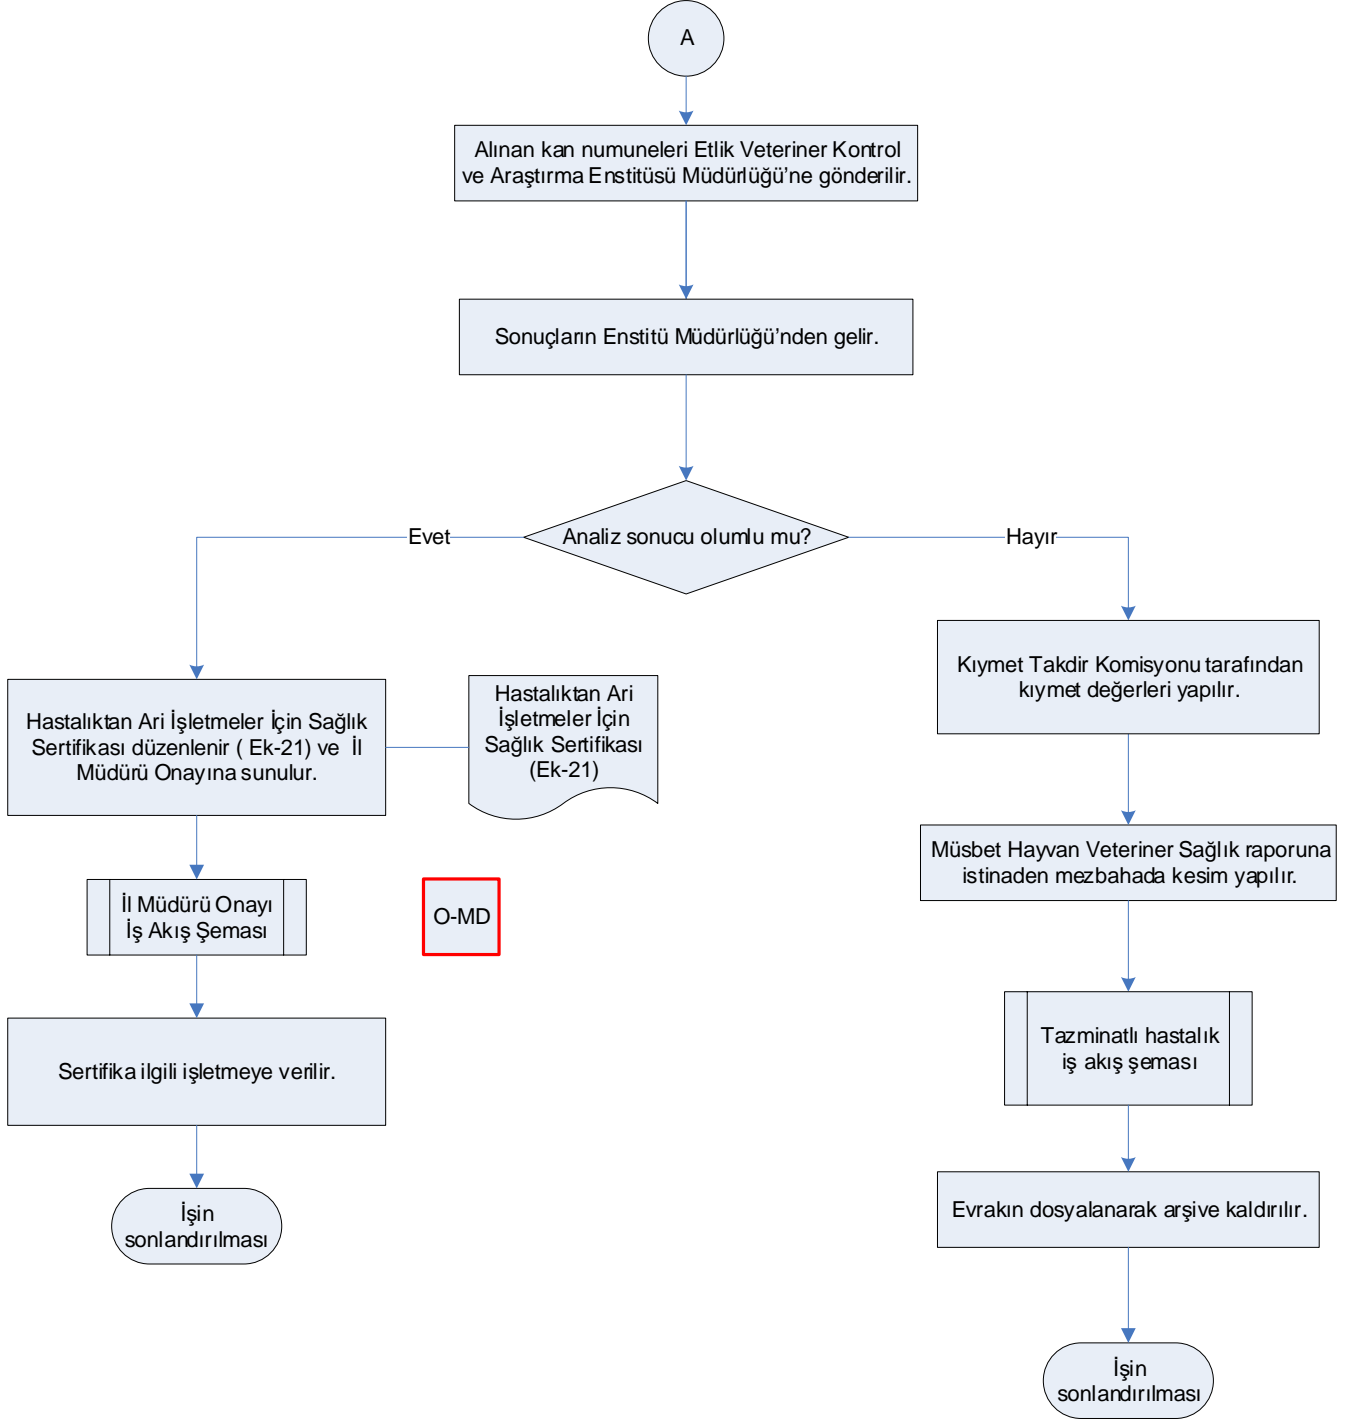 A
Alınan kan numuneleri Etlik Veteriner Kontrol
ve Araştırma Enstitüsü Müdürlüğü’ne gönderilir.
Sonuçların Enstitü Müdürlüğü’nden gelir.
Analiz sonucu olumlu mu?
Evet
Hayır
Hastalıktan Ari İşletmeler İçin Sağlık
Sertifikası düzenlenir ( Ek-21) ve İl
Müdürü Onayına sunulur.
Hastalıktan Ari
İşletmeler İçin
Sağlık Sertifikası
(Ek-21)
İl Müdürü Onayı
İş Akış Şeması
O-MD
Sertifika ilgili işletmeye verilir.
İşin
sonlandırılması
Kıymet Takdir Komisyonu tarafından
kıymet değerleri yapılır.
Müsbet Hayvan Veteriner Sağlık raporuna
istinaden mezbahada kesim yapılır.
Tazminatlı hastalık
iş akış şeması
Evrakın dosyalanarak arşive kaldırılır.
İşin
sonlandırılması